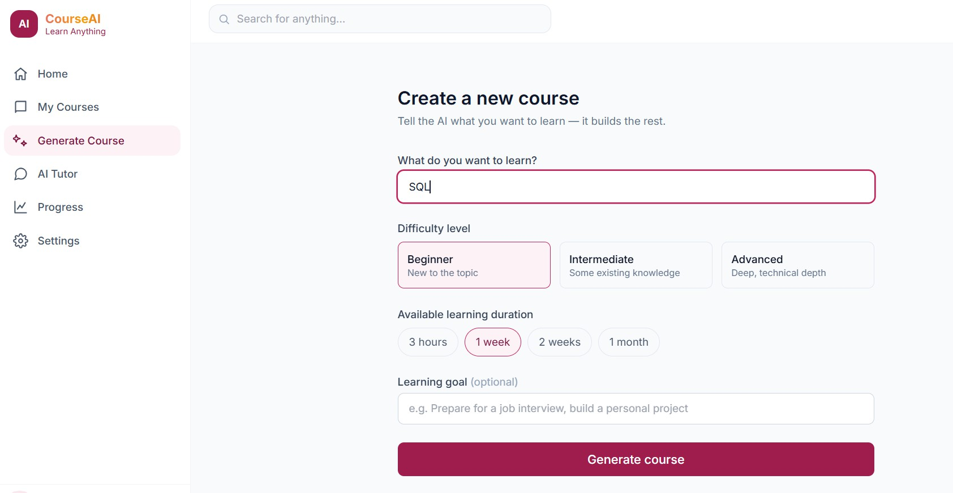 AI
CourseAI
Learn Anything
Search for anything...
Home
My Courses
Generate Course
AI Tutor
Progress
Settings
Create a new course
Tell the AI what you want to learn — it builds the rest.
What do you want to learn?
SQL
Difficulty level
Beginner
New to the topic
Intermediate
Some existing knowledge
Advanced
Deep, technical depth
Available learning duration
3 hours
1 week
2 weeks
1 month
Learning goal (optional)
e.g. Prepare for a job interview, build a personal project
Generate course